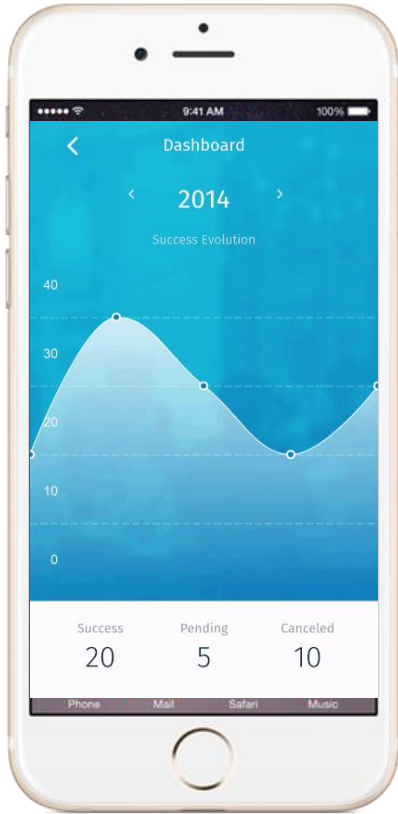 9:41 AM 100%
Dashboard
2014
Success Evolution
40
30
20
10
0
Success Pending Canceled
20 5 10
Phone Mail Safari Music